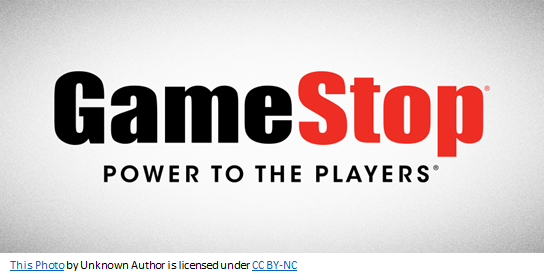 GameStop®
POWER TO THE PLAYERS®
This Photo by Unknown Author is licensed under CC BY-NC